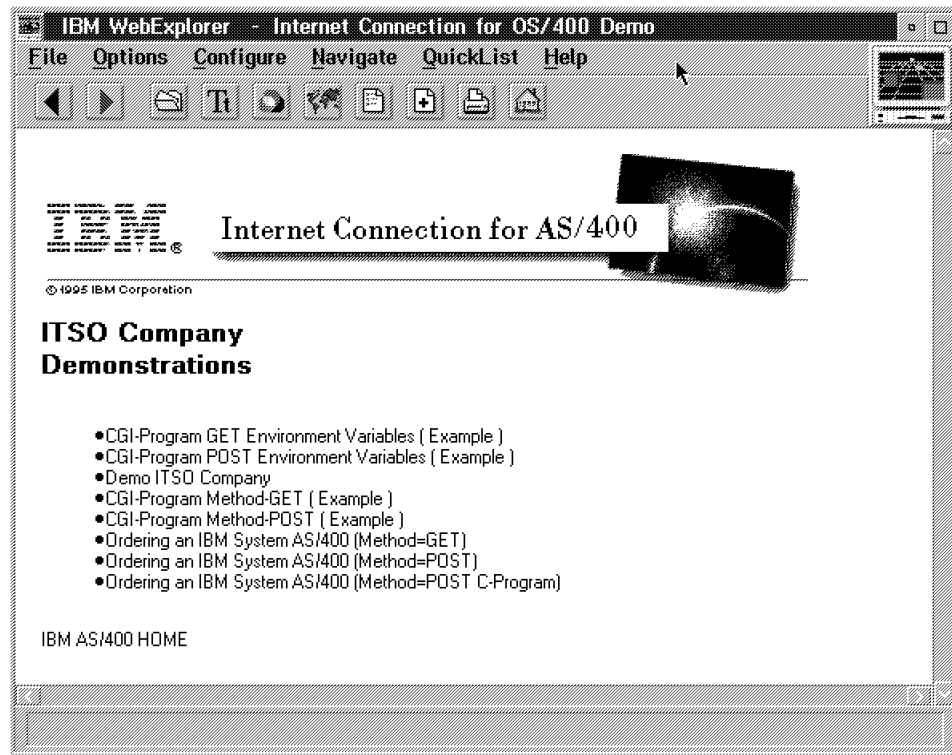 IBM WebExplorer - Internet Connection for OS/400 Demo
File Options Configure Navigate QuickList Help
Tt
IBM®
Internet Connection for AS/400
© 1995 IBM Corporation
ITSO Company
Demonstrations
●CGI-Program GET Environment Variables ( Example )
●CGI-Program POST Environment Variables ( Example )
●Demo ITSO Company
●CGI-Program Method-GET ( Example )
●CGI-Program Method-POST ( Example )
●Ordering an IBM System AS/400 (Method=GET)
●Ordering an IBM System AS/400 (Method=POST)
●Ordering an IBM System AS/400 (Method=POST C-Program)
IBM AS/400 HOME